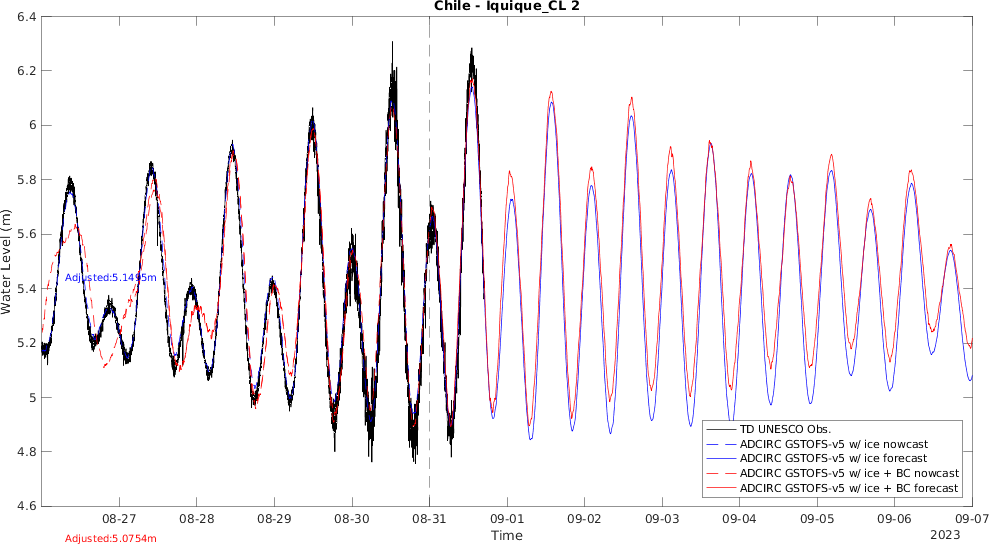 Chile - Iquique_CL 2
6.4
6.2
6
5.8
5.6
5.4
5.2
5
4.8
4.6
Water Level (m)
Adjusted:5.1495m
TD UNESCO Obs.
ADCIRC GSTOFS-v5 w/ ice nowcast
ADCIRC GSTOFS-v5 w/ ice forecast
ADCIRC GSTOFS-v5 w/ ice + BC nowcast
ADCIRC GSTOFS-v5 w/ ice + BC forecast
08-27 08-28 08-29 08-30 08-31 09-01 09-02 09-03 09-04 09-05 09-06 09-07
Time
2023
Adjusted:5.0754m